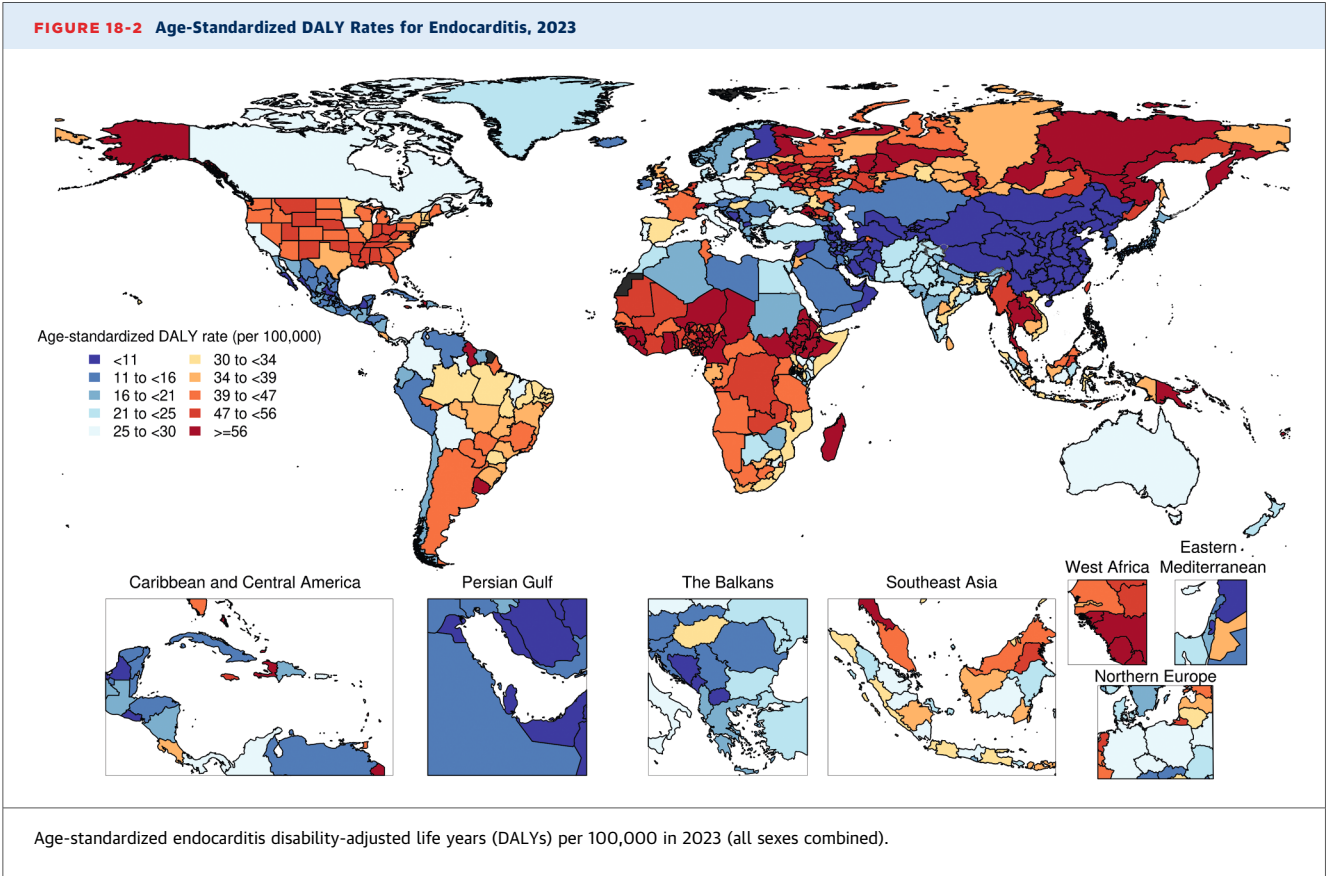 FIGURE 18-2 Age-Standardized DALY Rates for Endocarditis, 2023
Age-standardized DALY rate (per 100,000)
<11
11 to <16
16 to <21
21 to <25
25 to <30
30 to <34
34 to <39
39 to <47
47 to <56
>=56
Caribbean and Central America
Persian Gulf
The Balkans
Southeast Asia
West Africa
Eastern
Mediterranean
Northern Europe
Age-standardized endocarditis disability-adjusted life years (DALYs) per 100,000 in 2023 (all sexes combined).